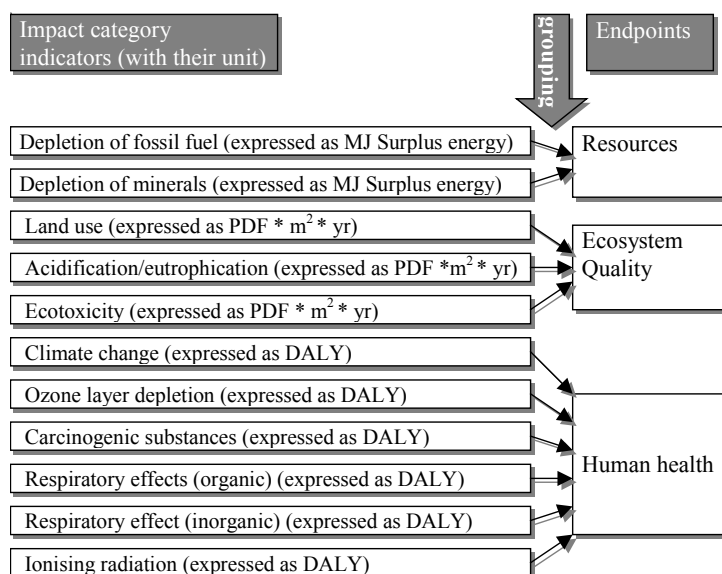 Impact category
indicators (with their unit)
grouping
Endpoints
Depletion of fossil fuel (expressed as MJ Surplus energy)
Depletion of minerals (expressed as MJ Surplus energy)
Resources
Land use (expressed as PDF * m² * yr)
Acidification/eutrophication (expressed as PDF *m² * yr)
Ecotoxicity (expressed as PDF * m² * yr)
Ecosystem
Quality
Climate change (expressed as DALY)
Ozone layer depletion (expressed as DALY)
Carcinogenic substances (expressed as DALY)
Respiratory effects (organic) (expressed as DALY)
Respiratory effect (inorganic) (expressed as DALY)
Ionising radiation (expressed as DALY)
Human health